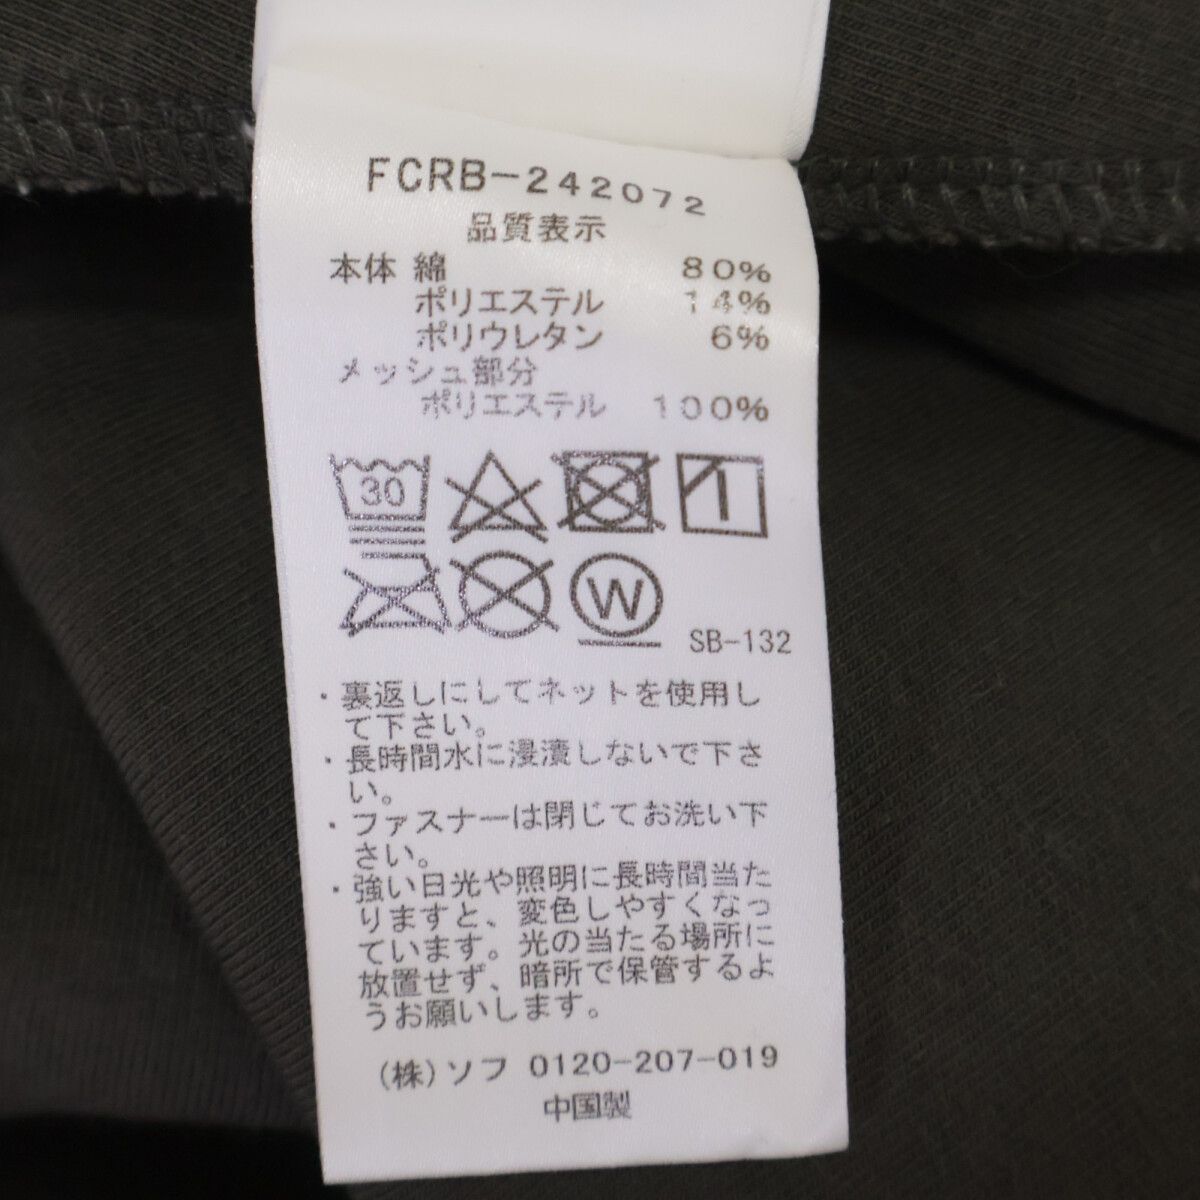 FCRB-242072
品質表示
本体 綿 80%
ポリエステル 14%
ポリウレタン 6%
メッシュ部分
ポリエステル 100%
30
W
SB-132
・裏返しにしてネットを使用し
て下さい。
・長時間水に浸漬しないで下さ
い。
・ファスナーは閉じてお洗い下
さい。
・強い日光や照明に長時間当た
りますと、変色しやすくなっ
ています。光の当たる場所に
放置せず、暗所で保管するよ
うお願いします。
(株)ソフ 0120-207-019
中国製